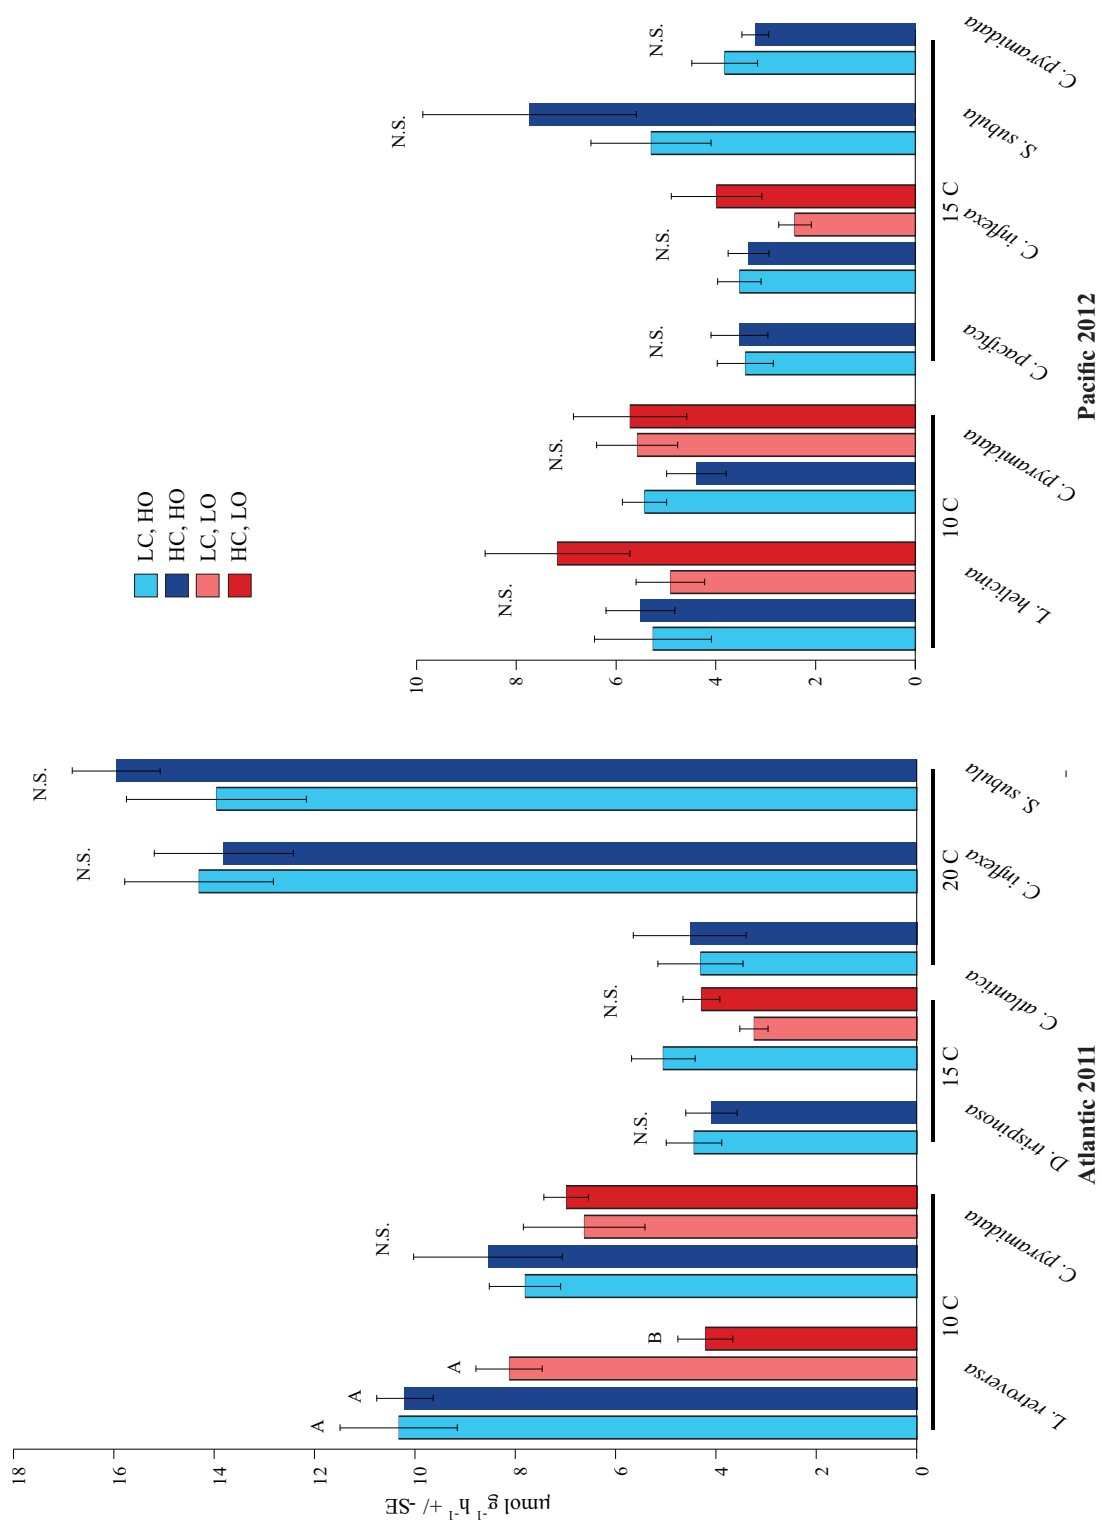 µmol g⁻¹ h⁻¹ +/- SE
18
16
14
12
10
8
6
4
2
0
A
A
A
B
N.S.
N.S.
N.S.
N.S.
N.S.
L. retroversa
C. pyramidata
D. trispinosa
C. atlantica
C. inflexa
S. subula
10 C
15 C
20 C
Atlantic 2011
-
LC, HO
HC, HO
LC, LO
HC, LO
10
8
6
4
2
0
N.S.
N.S.
N.S.
N.S.
N.S.
N.S.
L. helicina
C. pyramidata
C. pacifica
C. inflexa
S. subula
C. pyramidata
10 C
15 C
Pacific 2012